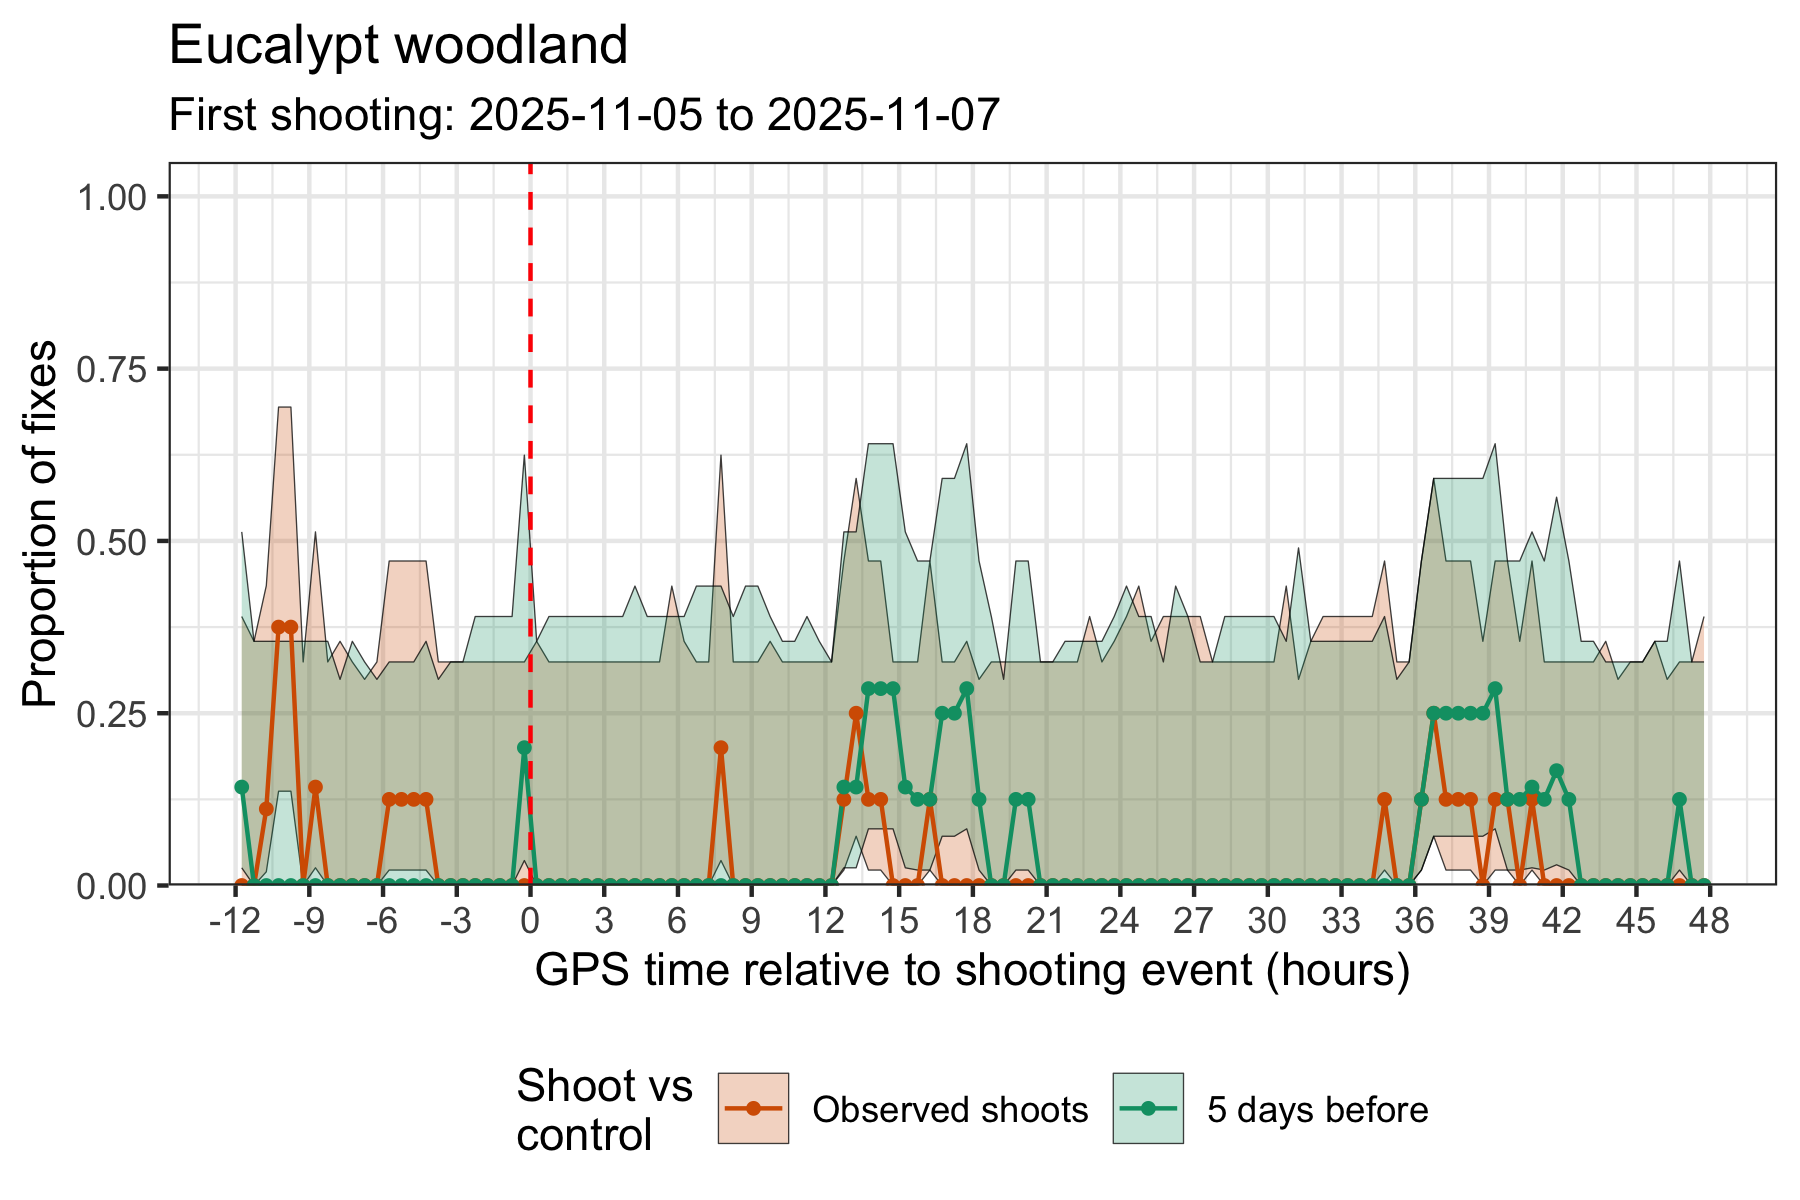 Eucalypt woodland
First shooting: 2025-11-05 to 2025-11-07
Proportion of fixes
1.00
0.75
0.50
0.25
0.00
-12 -9 -6 -3 0 3 6 9 12 15 18 21 24 27 30 33 36 39 42 45 48
GPS time relative to shooting event (hours)
Shoot vs
control
Observed shoots
5 days before